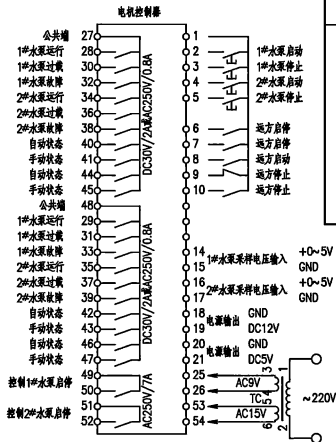 电机控制器
公共端 27
1#水泵运行 28
1#水泵过载 30
1#水泵故障 32
2#水泵运行 34
2#水泵过载 36
2#水泵故障 38
自动状态 40
手动状态 41
自动状态 44
手动状态 45
DC30V/2A或AC250V/0.8A
公共端 48
1#水泵运行 29
1#水泵过载 31
1#水泵故障 33
2#水泵运行 35
2#水泵过载 37
2#水泵故障 39
自动状态 42
手动状态 43
自动状态 46
手动状态 47
DC30V/2A或AC250V/0.8A
控制1#水泵启停 49
50
控制2#水泵启停 51
52
AC250V/7A
1
2 1#水泵启动
3 1#水泵停止
4 2#水泵启动
5 2#水泵停止
6 远方启停
7 远方启停
8 远方启动
9 远方停止
10 远方停止
14 1#水泵采样电压输入 +0~5V
15 GND
16 2#水泵采样电压输入 +0~5V
17 GND
18 电源输出 GND
19 DC12V
20 电源输出 GND
21 DC5V
25 AC9V 3 1
26 TC
53 5
54 AC15V 6 2
~220V